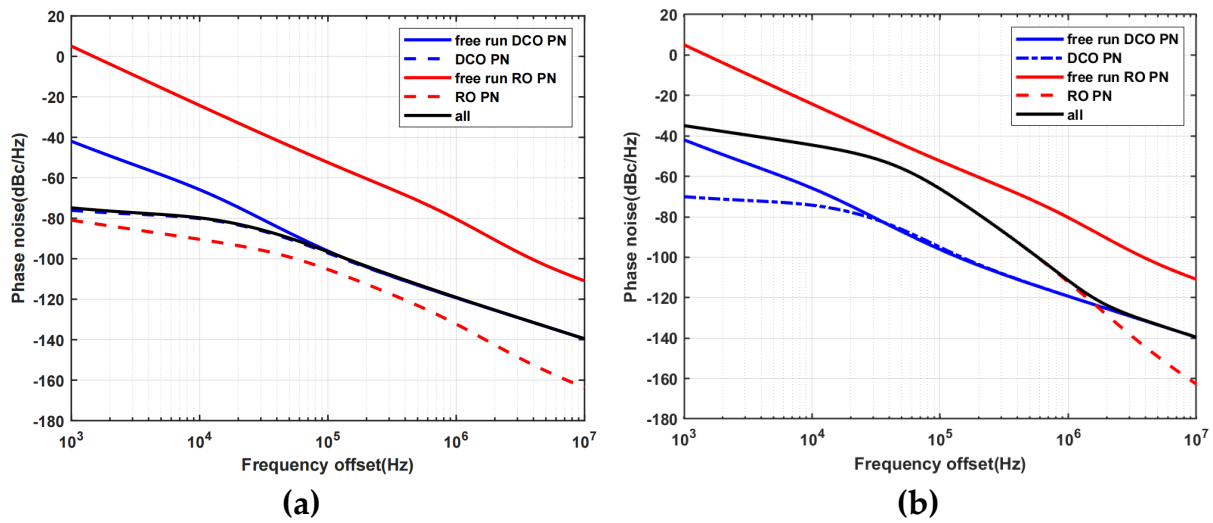 20
0
-20
-40
-60
-80
-100
-120
-140
-160
-180
Phase noise(dBc/Hz)
free run DCO PN
DCO PN
free run RO PN
RO PN
all
10^3
10^4
10^5
10^6
10^7
Frequency offset(Hz)
(a)
20
0
-20
-40
-60
-80
-100
-120
-140
-160
-180
Phase noise(dBc/Hz)
free run DCO PN
DCO PN
free run RO PN
RO PN
all
10^3
10^4
10^5
10^6
10^7
Frequency offset(Hz)
(b)